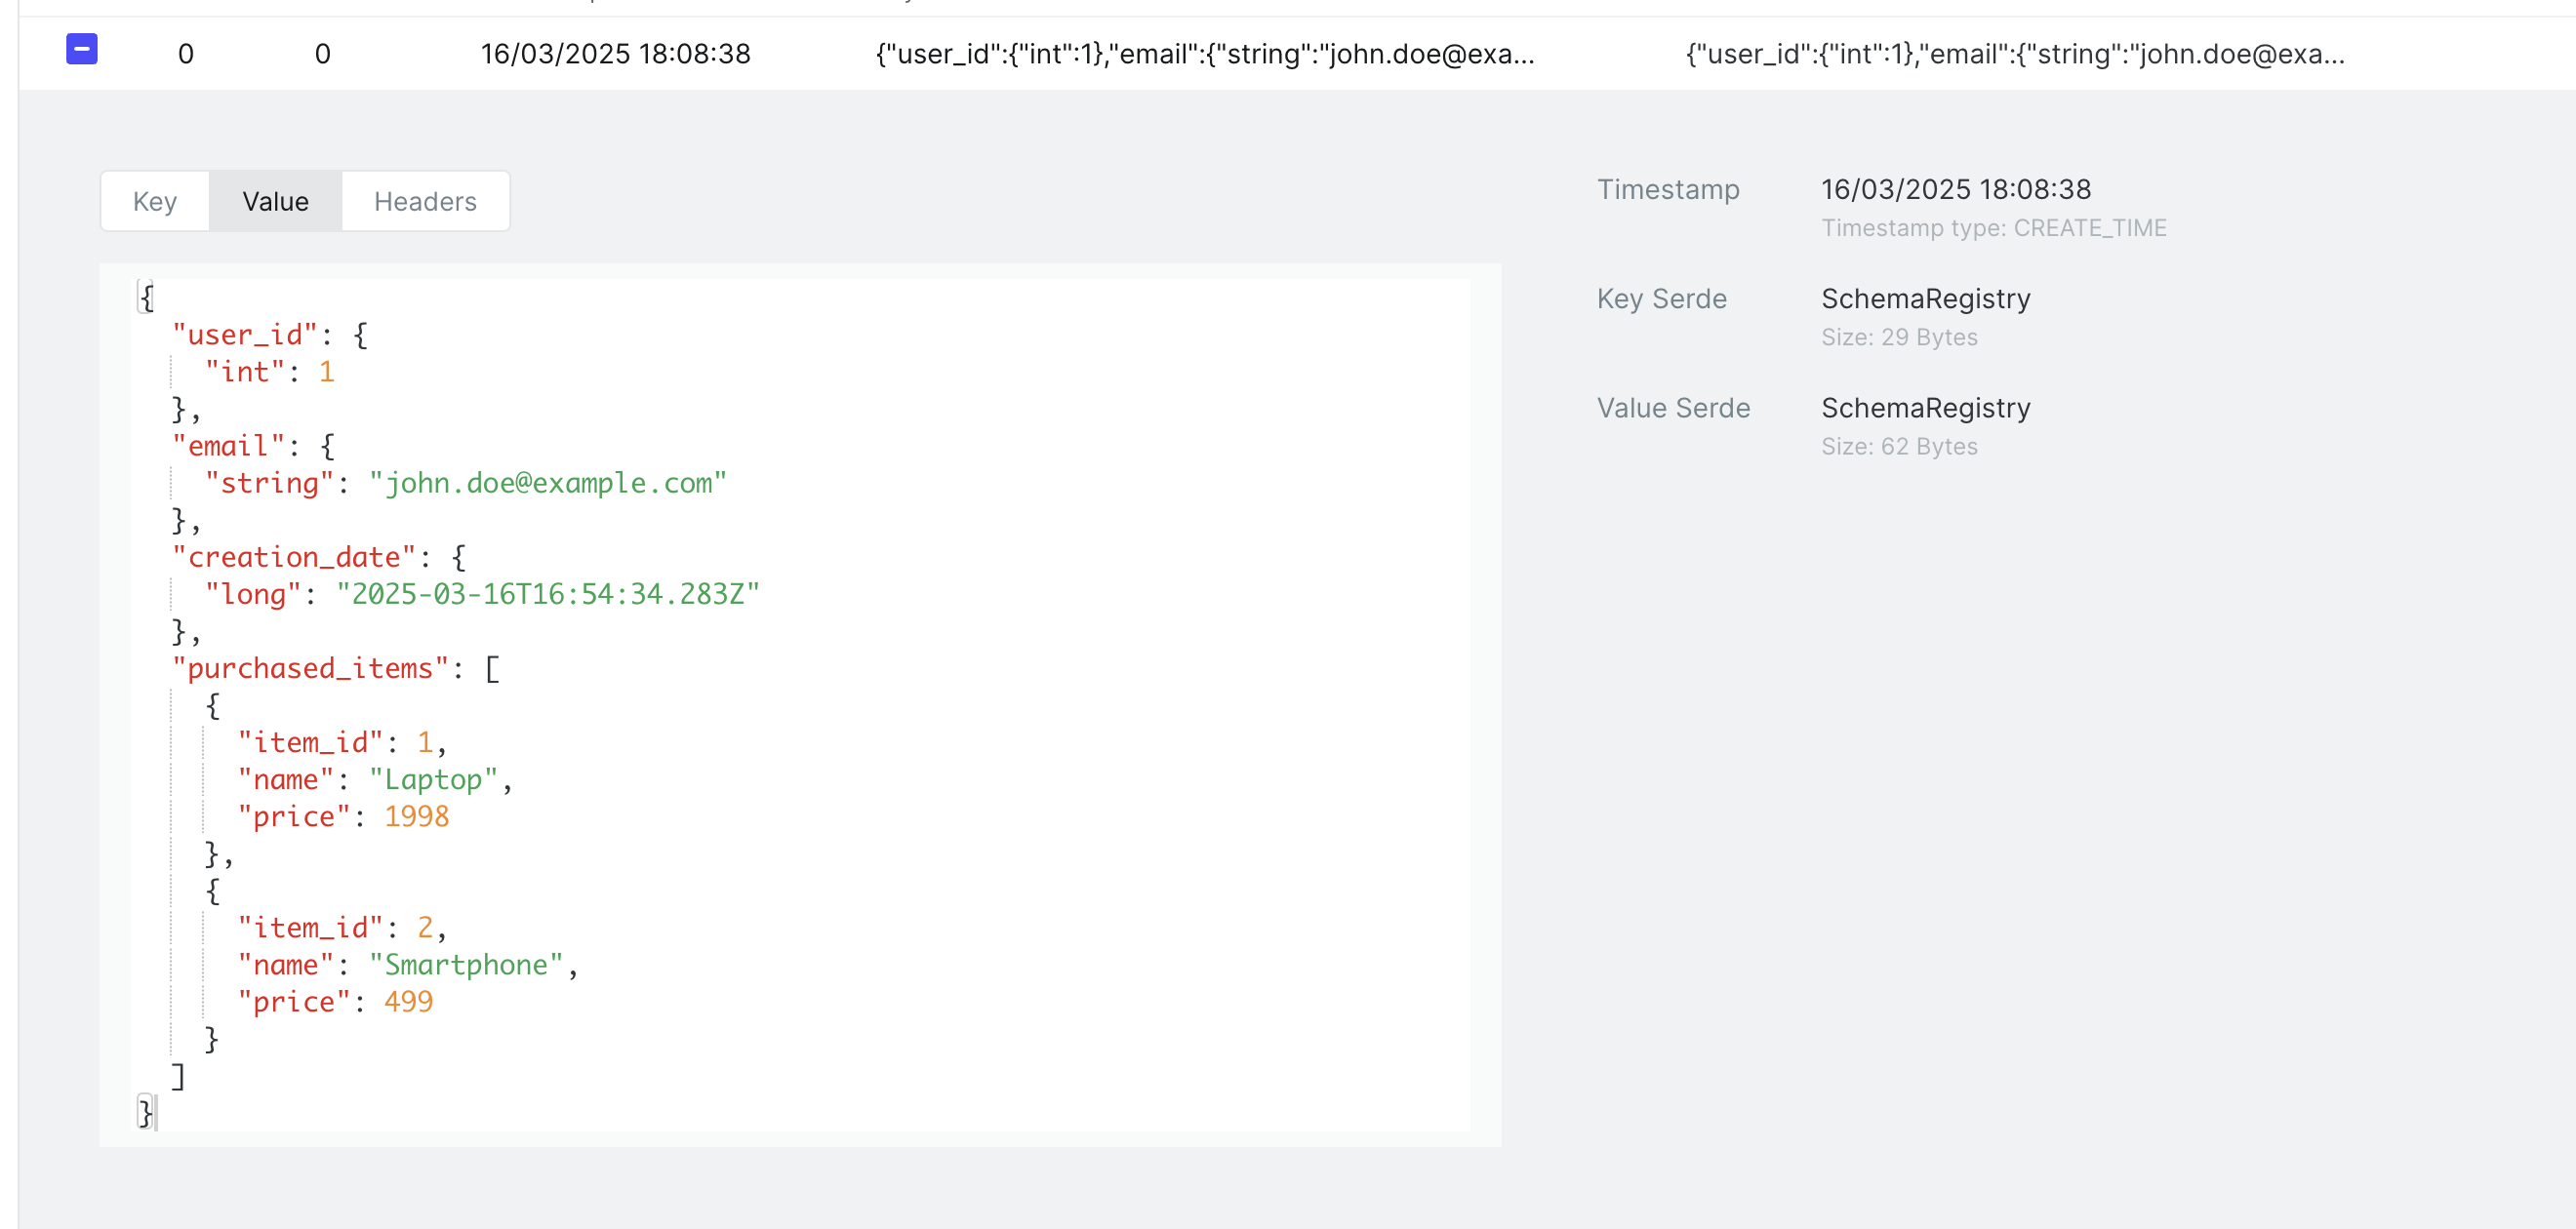 0 0 16/03/2025 18:08:38 {"user_id":{"int":1},"email":{"string":"john.doe@exa... {"user_id":{"int":1},"email":{"string":"john.doe@exa...
Key Value Headers
{
  "user_id": {
    "int": 1
  },
  "email": {
    "string": "john.doe@example.com"
  },
  "creation_date": {
    "long": "2025-03-16T16:54:34.283Z"
  },
  "purchased_items": [
    {
      "item_id": 1,
      "name": "Laptop",
      "price": 1998
    },
    {
      "item_id": 2,
      "name": "Smartphone",
      "price": 499
    }
  ]
}
Timestamp 16/03/2025 18:08:38
Timestamp type: CREATE_TIME
Key Serde SchemaRegistry
Size: 29 Bytes
Value Serde SchemaRegistry
Size: 62 Bytes